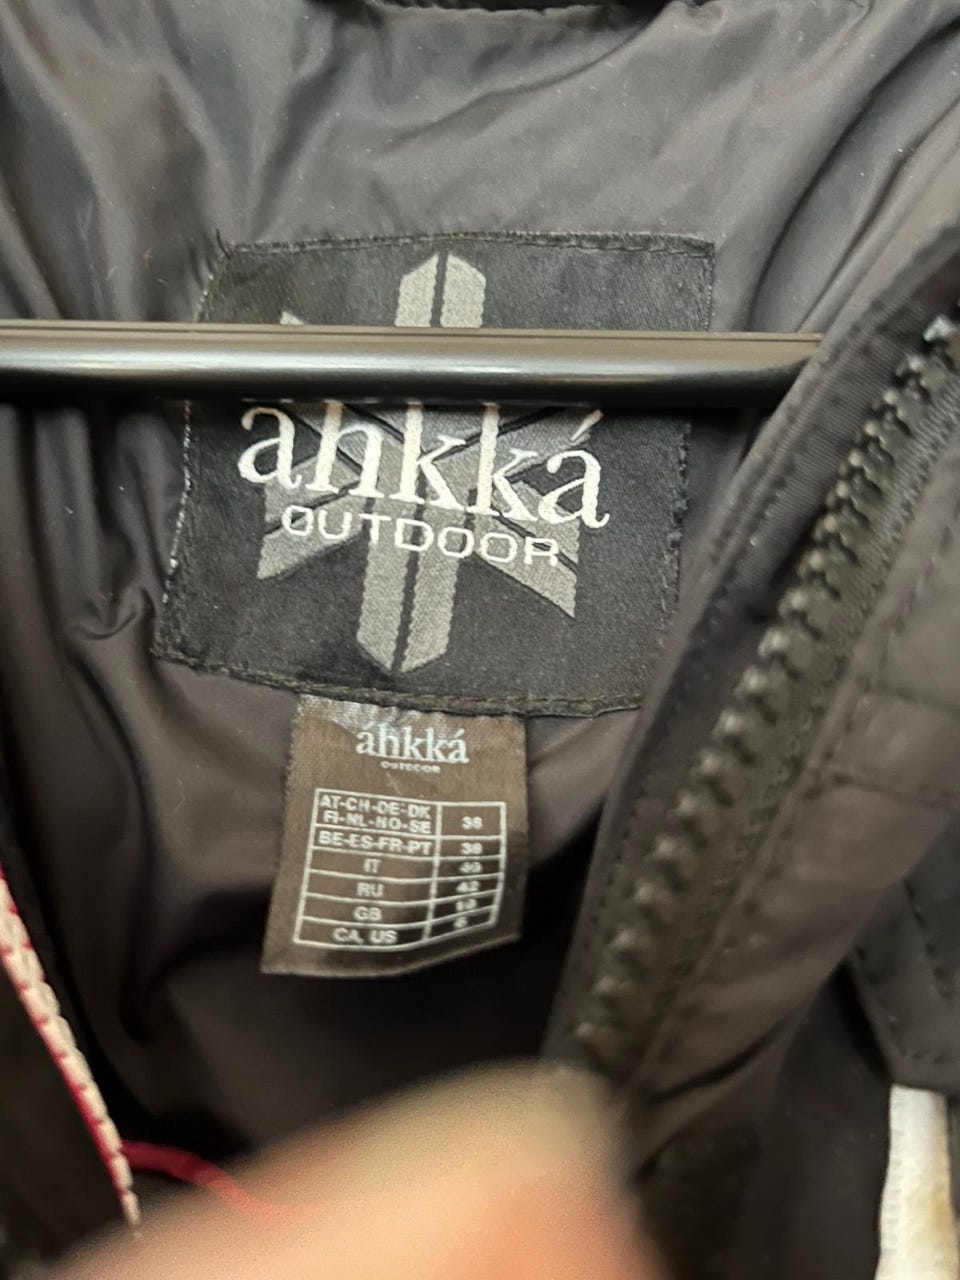 áhkká
OUTDOOR
áhkká
OUTDOOR
AT-CH-DE-DK
FI-NL-NO-SE 36
BE-ES-FR-PT 38
IT 40
RU 42
GB 10
CA, US 6